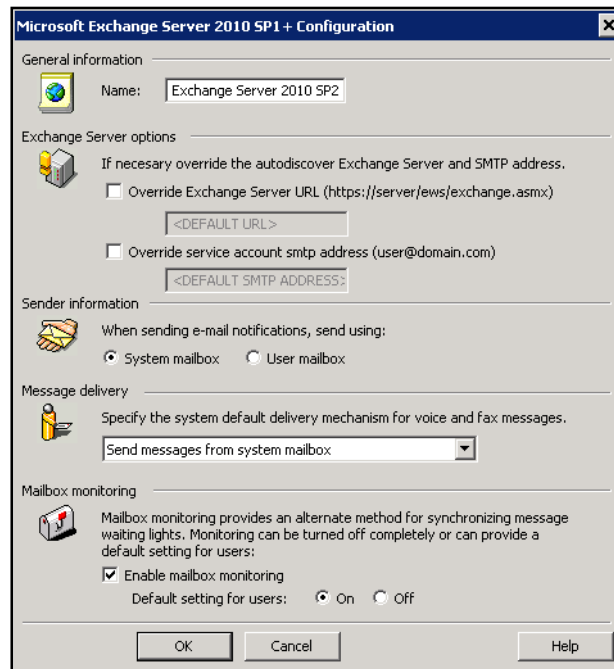 Microsoft Exchange Server 2010 SP1+ Configuration
General information
Name: Exchange Server 2010 SP2
Exchange Server options
If necesary override the autodiscover Exchange Server and SMTP address.
Override Exchange Server URL (https://server/ews/exchange.asmx)
<DEFAULT URL>
Override service account smtp address (user@domain.com)
<DEFAULT SMTP ADDRESS>
Sender information
When sending e-mail notifications, send using:
System mailbox User mailbox
Message delivery
Specify the system default delivery mechanism for voice and fax messages.
Send messages from system mailbox
Mailbox monitoring
Mailbox monitoring provides an alternate method for synchronizing message
waiting lights. Monitoring can be turned off completely or can provide a
default setting for users:
Enable mailbox monitoring
Default setting for users: On Off
OK Cancel Help